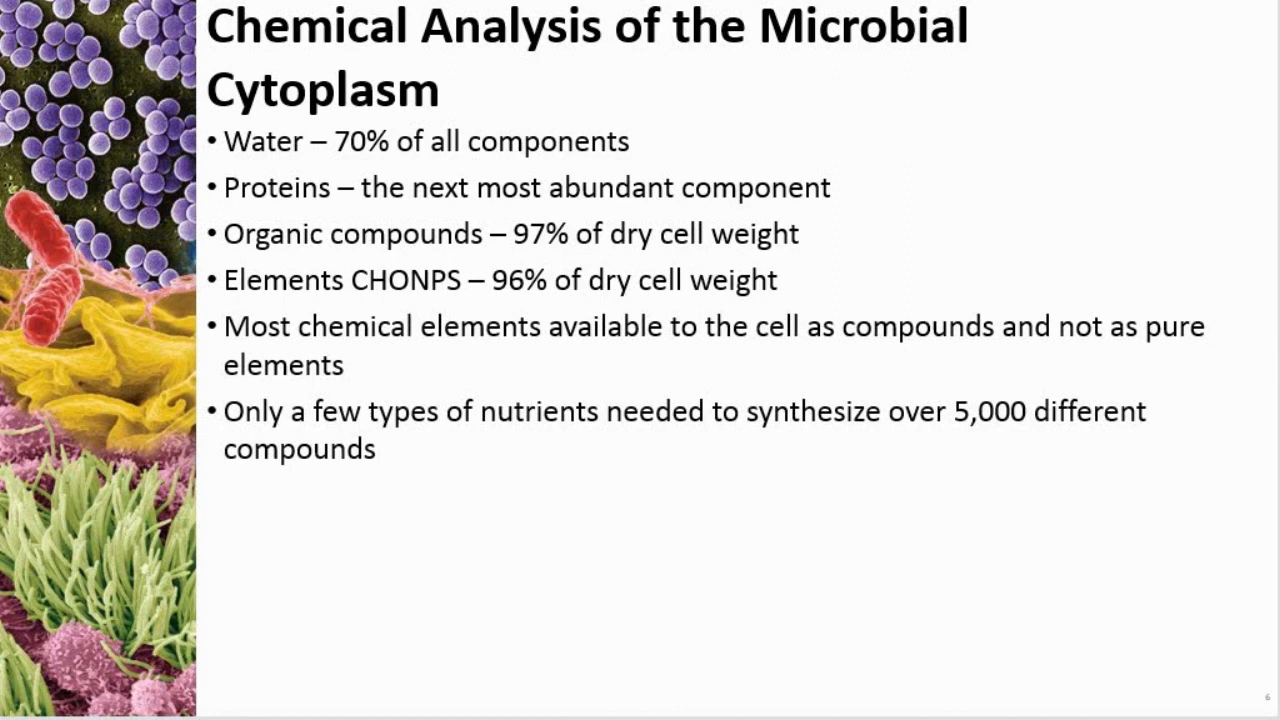 Chemical Analysis of the Microbial
Cytoplasm
• Water – 70% of all components
• Proteins – the next most abundant component
• Organic compounds – 97% of dry cell weight
• Elements CHONPS – 96% of dry cell weight
• Most chemical elements available to the cell as compounds and not as pure
elements
• Only a few types of nutrients needed to synthesize over 5,000 different
compounds
6